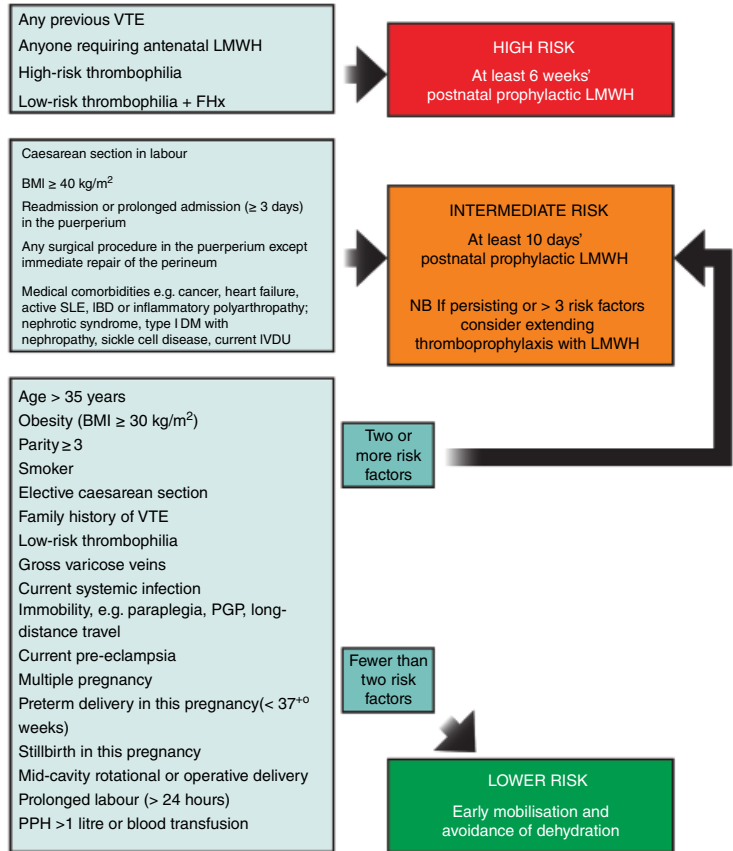 Any previous VTE
Anyone requiring antenatal LMWH
High-risk thrombophilia
Low-risk thrombophilia + FHx
HIGH RISK
At least 6 weeks'
postnatal prophylactic LMWH
Caesarean section in labour
BMI ≥ 40 kg/m²
Readmission or prolonged admission (≥ 3 days)
in the puerperium
Any surgical procedure in the puerperium except
immediate repair of the perineum
Medical comorbidities e.g. cancer, heart failure,
active SLE, IBD or inflammatory polyarthropathy;
nephrotic syndrome, type I DM with
nephropathy, sickle cell disease, current IVDU
INTERMEDIATE RISK
At least 10 days'
postnatal prophylactic LMWH
NB If persisting or > 3 risk factors
consider extending
thromboprophylaxis with LMWH
Age > 35 years
Obesity (BMI ≥ 30 kg/m²)
Parity ≥ 3
Smoker
Elective caesarean section
Family history of VTE
Low-risk thrombophilia
Gross varicose veins
Current systemic infection
Immobility, e.g. paraplegia, PGP, long-
distance travel
Current pre-eclampsia
Multiple pregnancy
Preterm delivery in this pregnancy(< 37⁺⁰
weeks)
Stillbirth in this pregnancy
Mid-cavity rotational or operative delivery
Prolonged labour (> 24 hours)
PPH >1 litre or blood transfusion
Two or
more risk
factors
Fewer than
two risk
factors
LOWER RISK
Early mobilisation and
avoidance of dehydration